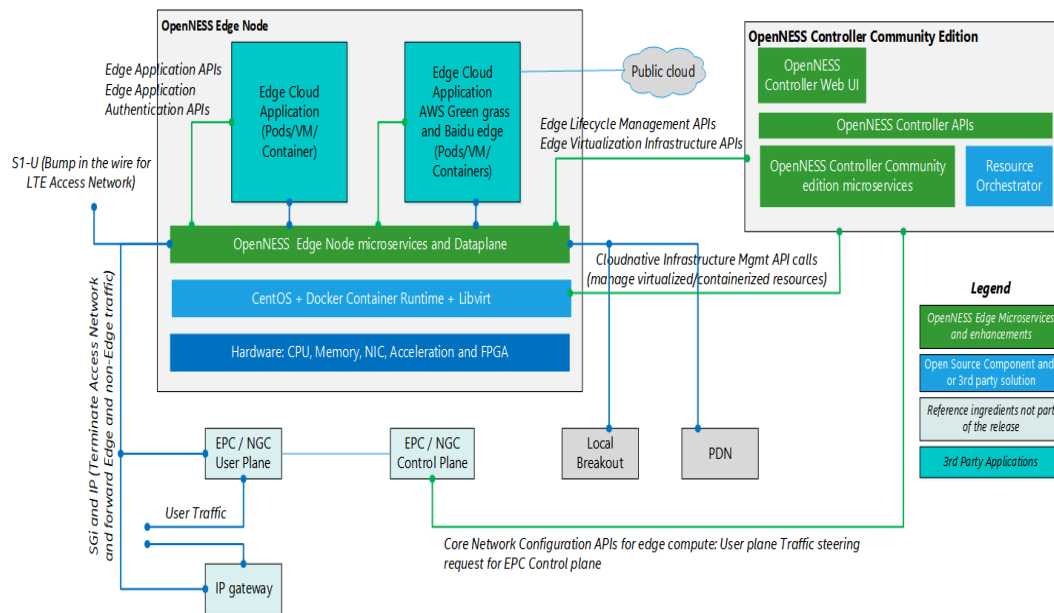 OpenNESS Edge Node
OpenNESS Controller Community Edition
Edge Application APIs
Edge Application
Authentication APIs
Edge Cloud
Application
(Pods/VM/
Container)
Edge Cloud
Application
AWS Green grass
and Baidu edge
(Pods/VM/
Containers)
Public cloud
OpenNESS
Controller Web UI
OpenNESS Controller APIs
OpenNESS Controller Community
edition microservices
Resource
Orchestrator
Edge Lifecycle Management APIs
Edge Virtualization Infrastructure APIs
S1-U (Bump in the wire for
LTE Access Network)
OpenNESS Edge Node microservices and Dataplane
Cloudnative Infrastructure Mgmt API calls
(manage virtualized/containerized resources)
CentOS + Docker Container Runtime + Libvirt
Hardware: CPU, Memory, NIC, Acceleration and FPGA
SGi and IP (Terminate Access Network
and forward Edge and non-Edge traffic)
Legend
OpenNESS Edge Microservices
and enhancements
Open Source Component and
or 3rd party solution
Reference ingredients not part
of the release
3rd Party Applications
EPC / NGC
User Plane
EPC / NGC
Control Plane
Local
Breakout
PDN
User Traffic
IP gateway
Core Network Configuration APIs for edge compute: User plane Traffic steering
request for EPC Control plane